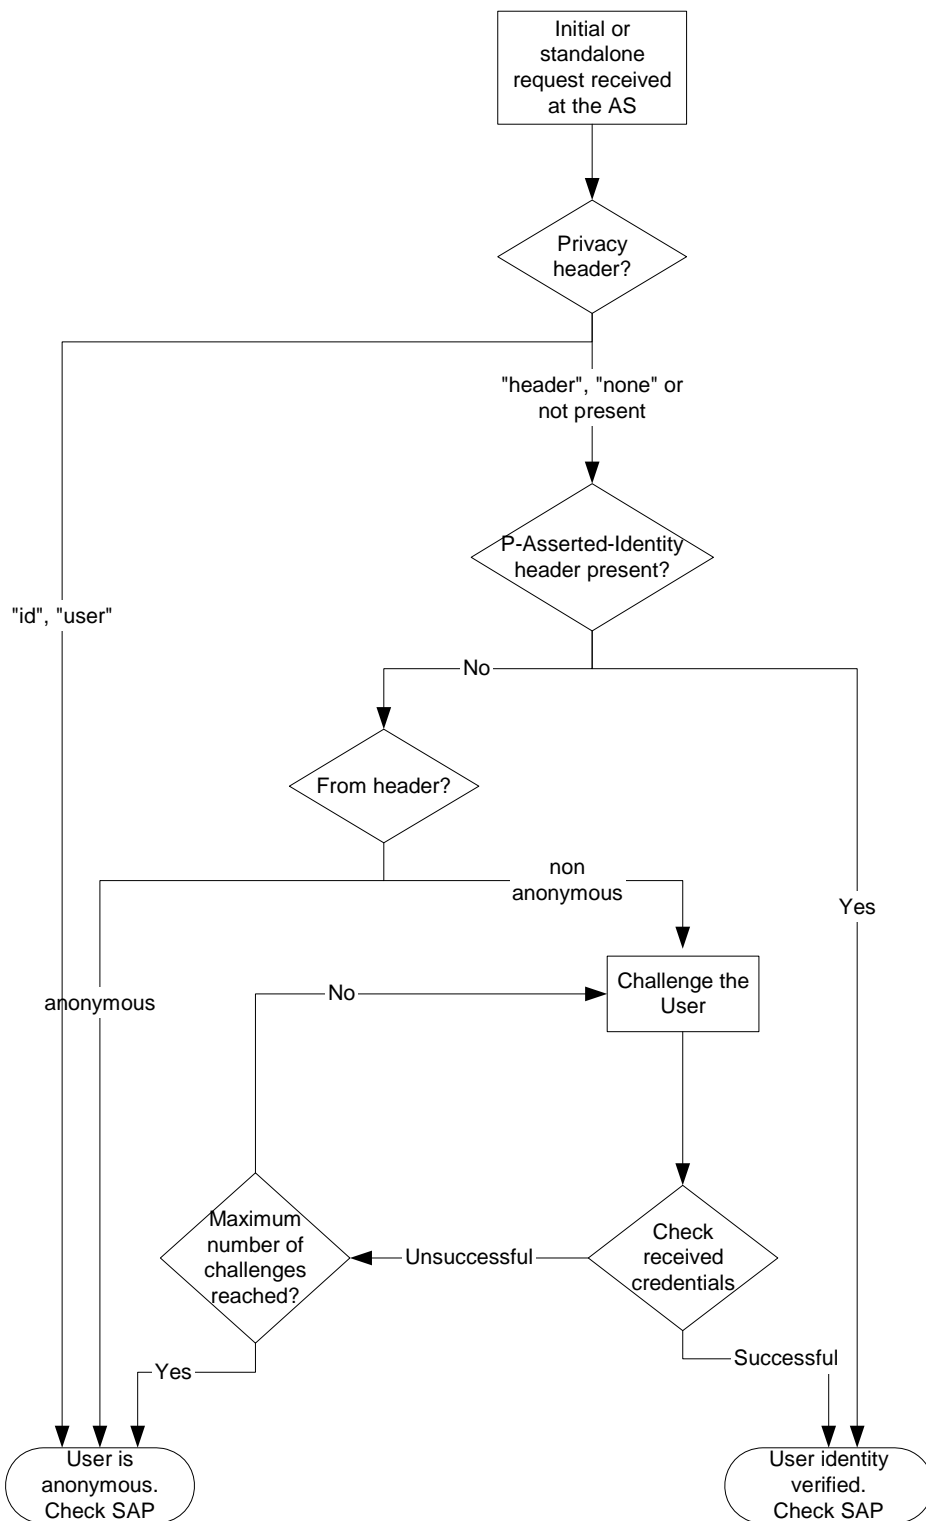 Initial or
standalone
request received
at the AS
Privacy
header?
"header", "none" or
not present
P-Asserted-Identity
header present?
"id", "user"
No
From header?
non
anonymous
Yes
anonymous
No
Challenge the
User
Maximum
number of
challenges
reached?
Unsuccessful
Check
received
credentials
Yes
Successful
User is
anonymous.
Check SAP
User identity
verified.
Check SAP